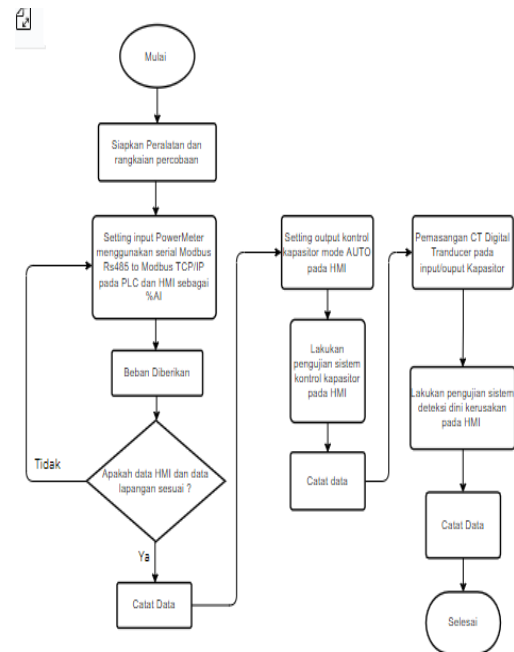 Mulai
Siapkan Peralatan dan
rangkaian percobaan
Setting input PowerMeter
menggunakan serial Modbus
Rs485 to Modbus TCP/IP
pada PLC dan HMI sebagai
%AI
Beban Diberikan
Apakah data HMI dan data
lapangan sesuai ?
Tidak
Ya
Catat Data
Setting output kontrol
kapasitor mode AUTO
pada HMI
Lakukan
pengujian sistem
kontrol kapasitor
pada HMI
Catat data
Pemasangan CT Digital
Tranducer pada
input/ouput Kapasitor
Lakukan pengujian sistem
deteksi dini kerusakan
pada HMI
Catat Data
Selesai